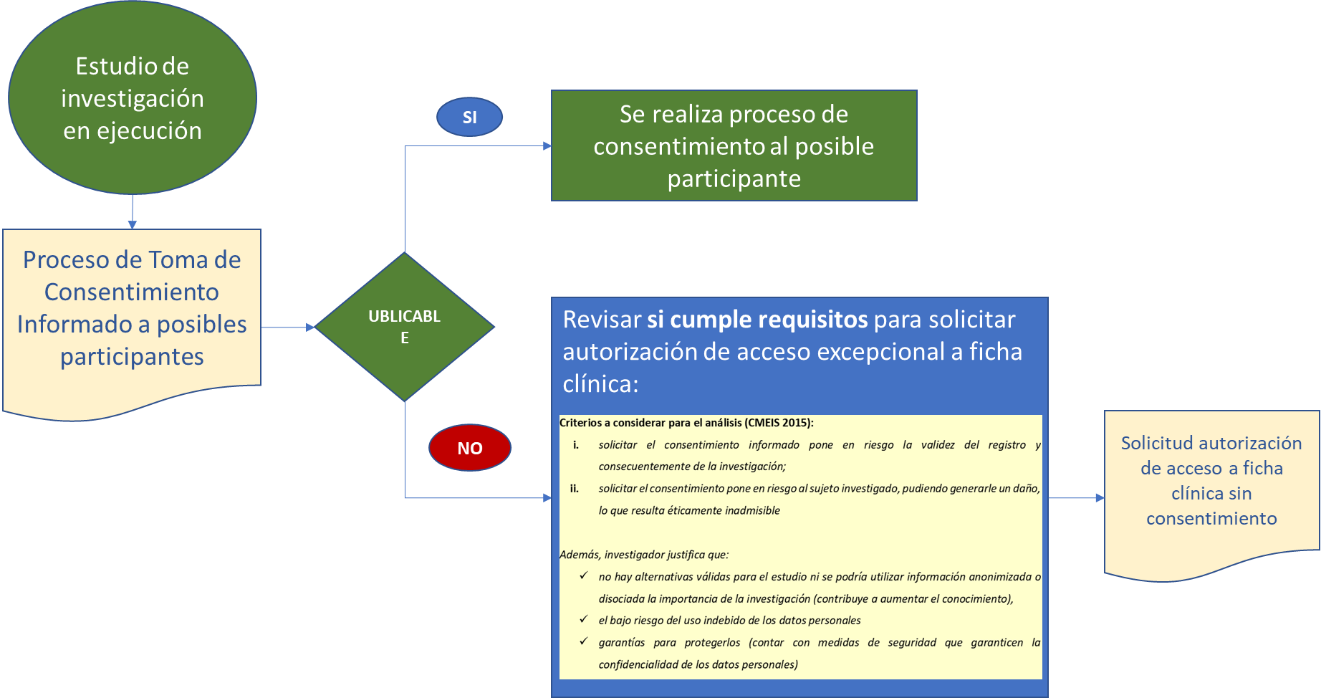 Estudio de
investigación
en ejecución
Proceso de Toma de
Consentimiento
Informado a posibles
participantes
UBLICABL
E
SI
Se realiza proceso de
consentimiento al posible
participante
NO
Revisar si cumple requisitos para solicitar
autorización de acceso excepcional a ficha
clínica:
Criterios a considerar para el análisis (CMEIS 2015):
i. solicitar el consentimiento informado pone en riesgo la validez del registro y
consecuentemente de la investigación;
ii. solicitar el consentimiento pone en riesgo al sujeto investigado, pudiendo generarle un daño,
lo que resulta éticamente inadmisible
Además, investigador justifica que:
✓ no hay alternativas válidas para el estudio ni se podría utilizar información anonimizada o
disociada la importancia de la investigación (contribuye a aumentar el conocimiento),
✓ el bajo riesgo del uso indebido de los datos personales
✓ garantías para protegerlos (contar con medidas de seguridad que garanticen la
confidencialidad de los datos personales)
Solicitud autorización
de acceso a ficha
clínica sin
consentimiento